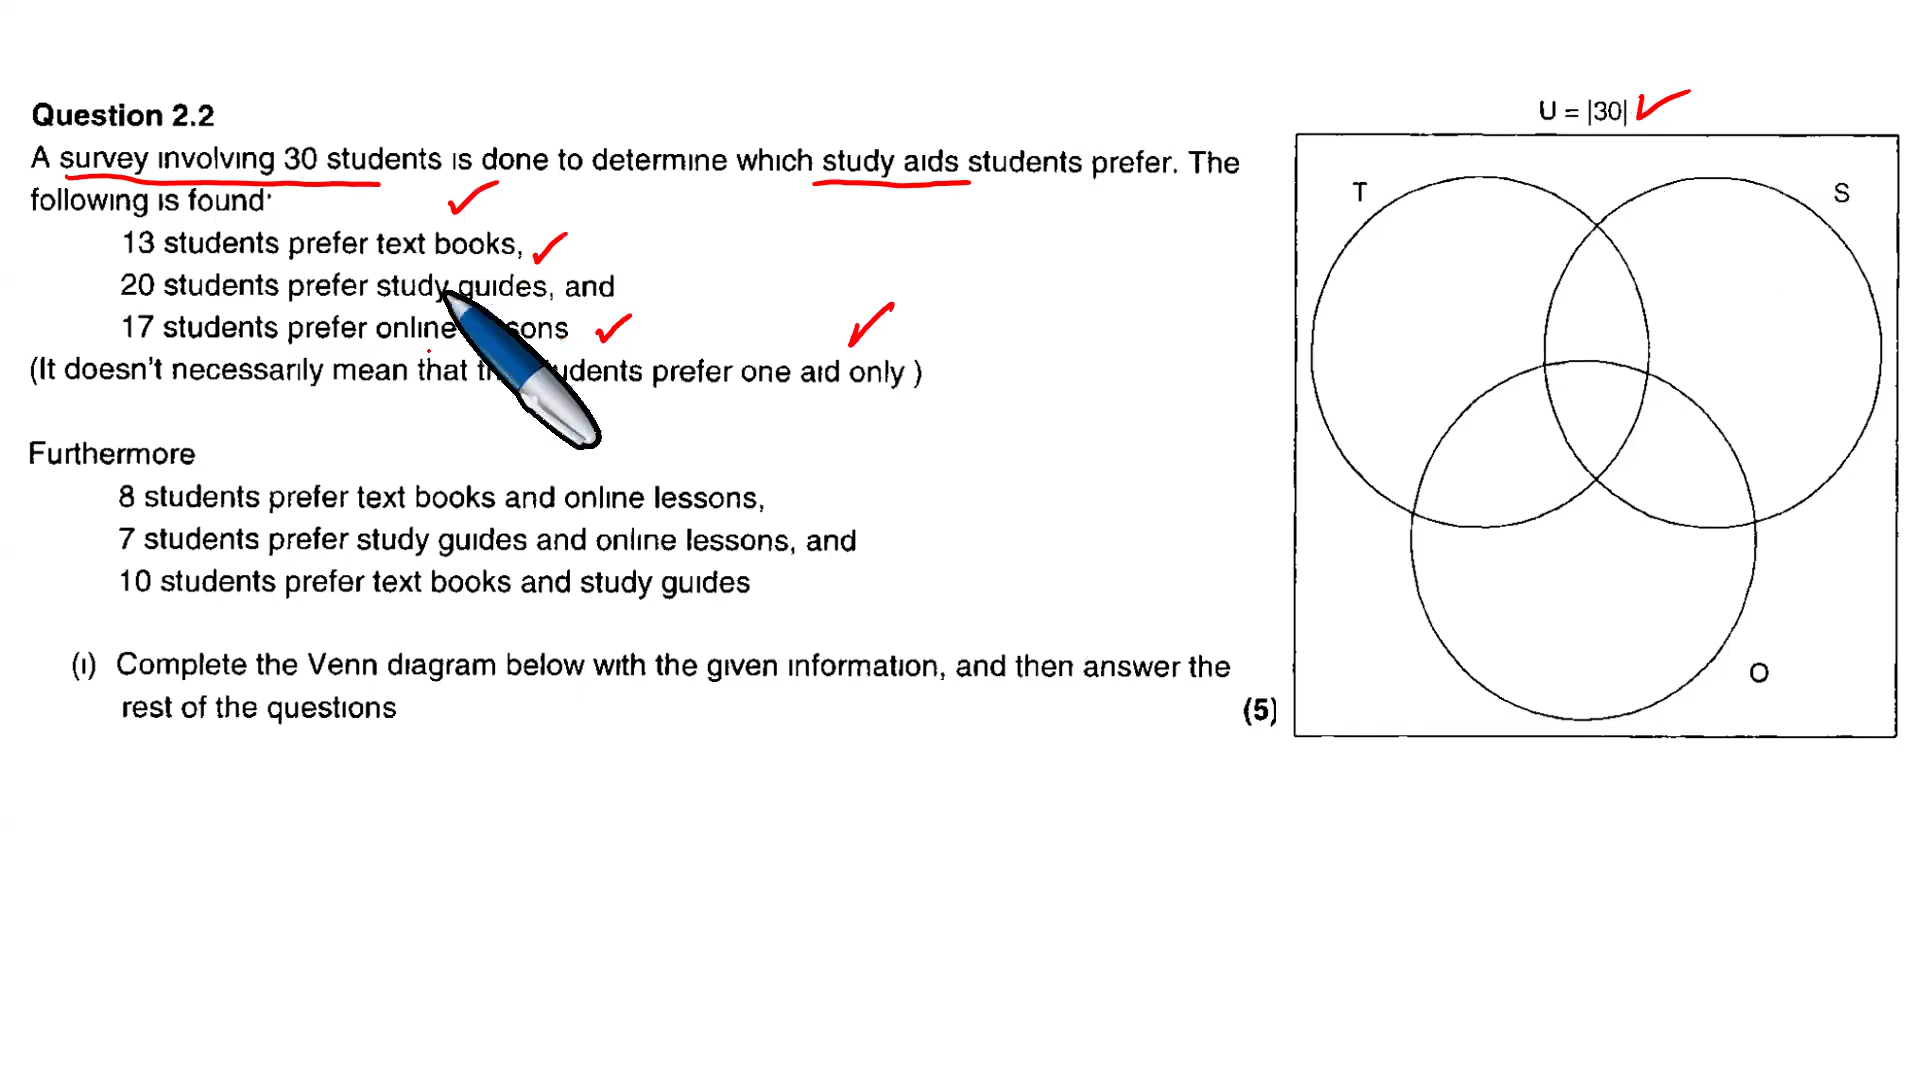 Question 2.2
A survey involving 30 students is done to determine which study aids students prefer. The
following is found
13 students prefer text books,
20 students prefer study guides, and
17 students prefer online
(It doesn't necessarily mean that prefer one aid only )
Furthermore
8 students prefer text books and online lessons,
7 students prefer study guides and online lessons, and
10 students prefer text books and study guides
(i) Complete the Venn diagram below with the given information, and then answer the
rest of the questions
(5)
U = |30|
T
S
O